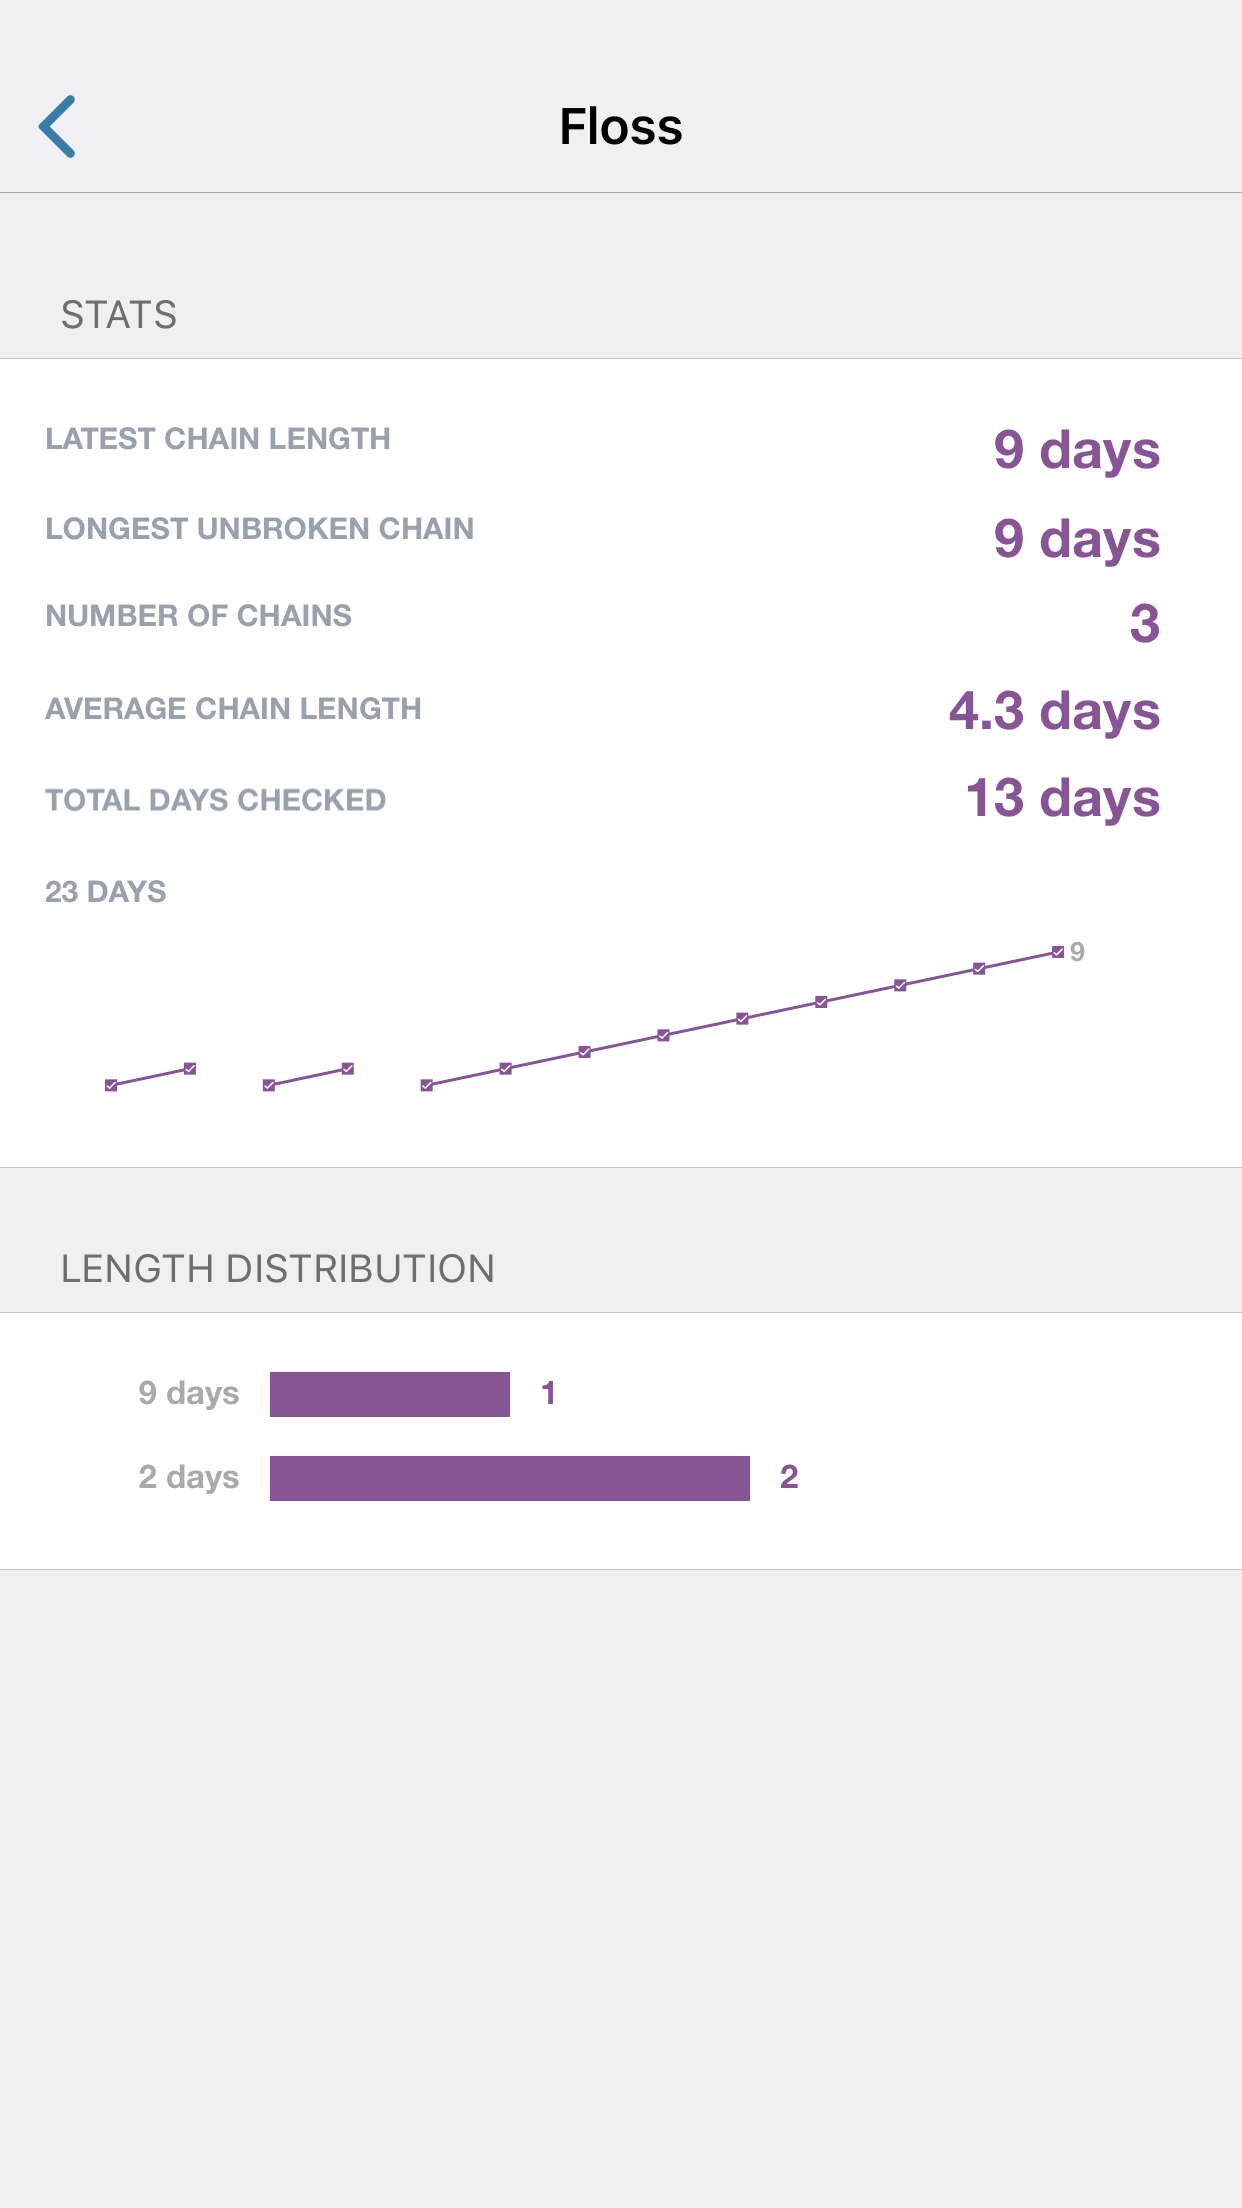 Floss
STATS
LATEST CHAIN LENGTH 9 days
LONGEST UNBROKEN CHAIN 9 days
NUMBER OF CHAINS 3
AVERAGE CHAIN LENGTH 4.3 days
TOTAL DAYS CHECKED 13 days
23 DAYS
9
LENGTH DISTRIBUTION
9 days 1
2 days 2